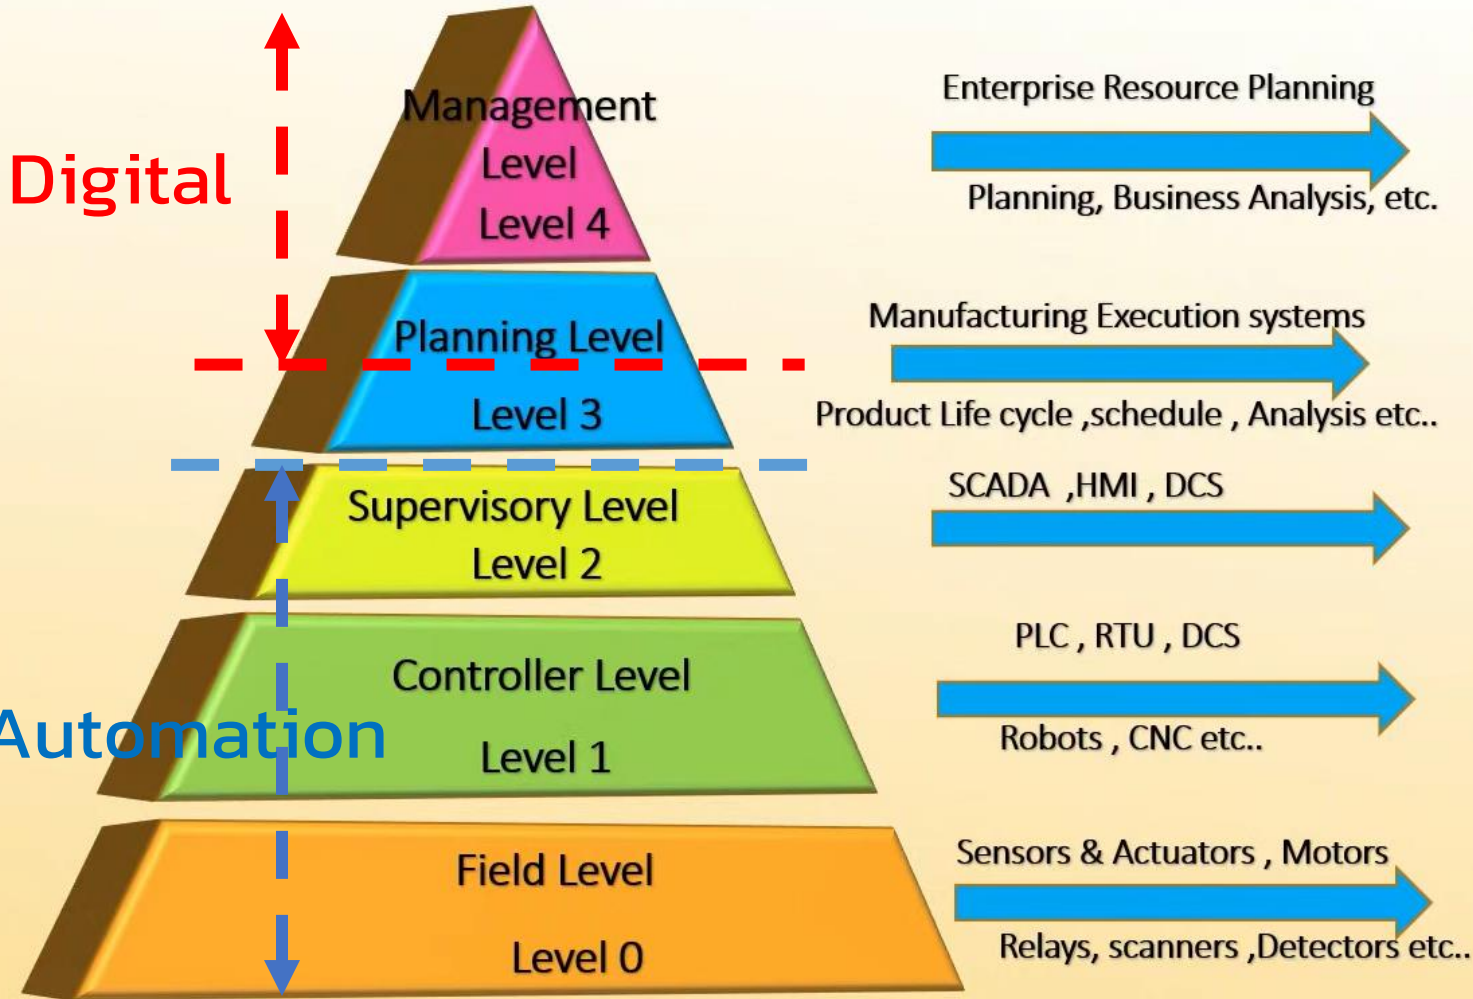 Management
Level
Level 4
Enterprise Resource Planning
Planning, Business Analysis, etc.
Digital
Planning Level
Level 3
Manufacturing Execution systems
Product Life cycle ,schedule , Analysis etc..
Supervisory Level
Level 2
SCADA ,HMI , DCS
Controller Level
Level 1
PLC , RTU , DCS
Robots , CNC etc..
Automation
Field Level
Level 0
Sensors & Actuators , Motors
Relays, scanners ,Detectors etc..